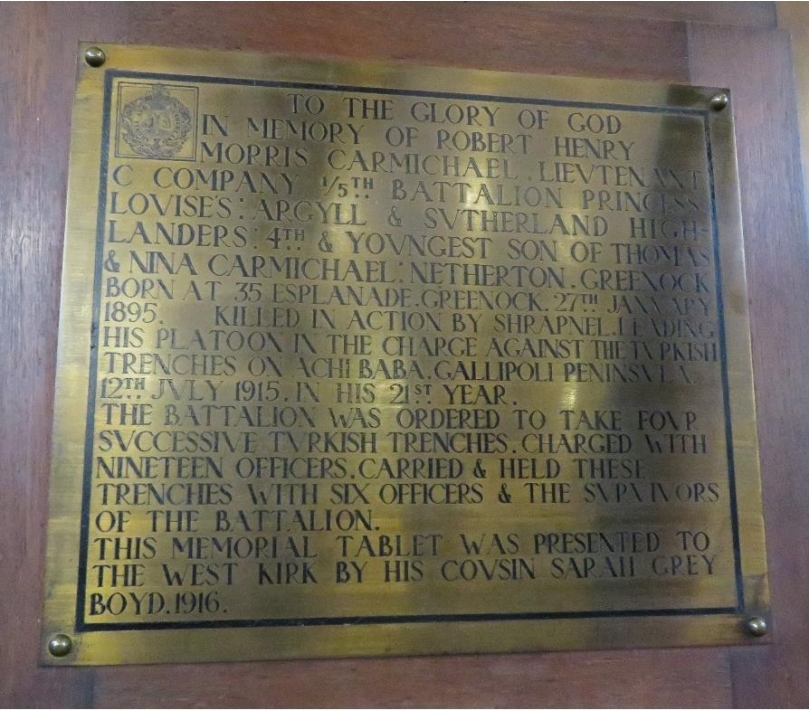 TO THE GLORY OF GOD
IN MEMORY OF ROBERT HENRY
MORRIS CARMICHAEL . LIEVTENANT
C COMPANY 1/5TH BATTALION PRINCESS
LOVISE'S : ARGYLL & SVTHERLAND HIGH-
LANDERS : 4TH & YOVNGEST SON OF THOMAS
& NINA CARMICHAEL : NETHERTON . GREENOCK
BORN AT 35 ESPLANADE . GREENOCK . 27TH JANVARY
1895. KILLED IN ACTION BY SHRAPNEL . LEADING
HIS PLATOON IN THE CHARGE AGAINST THE TVRKISH
TRENCHES ON ACHI BABA . GALLIPOLI PENINSVLA .
12TH JVLY 1915 . IN HIS 21ST YEAR .
THE BATTALION WAS ORDERED TO TAKE FOVR
SVCCESSIVE TVRKISH TRENCHES . CHARGED WITH
NINETEEN OFFICERS . CARRIED & HELD THESE
TRENCHES WITH SIX OFFICERS & THE SVRVIVORS
OF THE BATTALION .
THIS MEMORIAL TABLET WAS PRESENTED TO
THE WEST KIRK BY HIS COVSIN SARAH GREY
BOYD . 1916 .